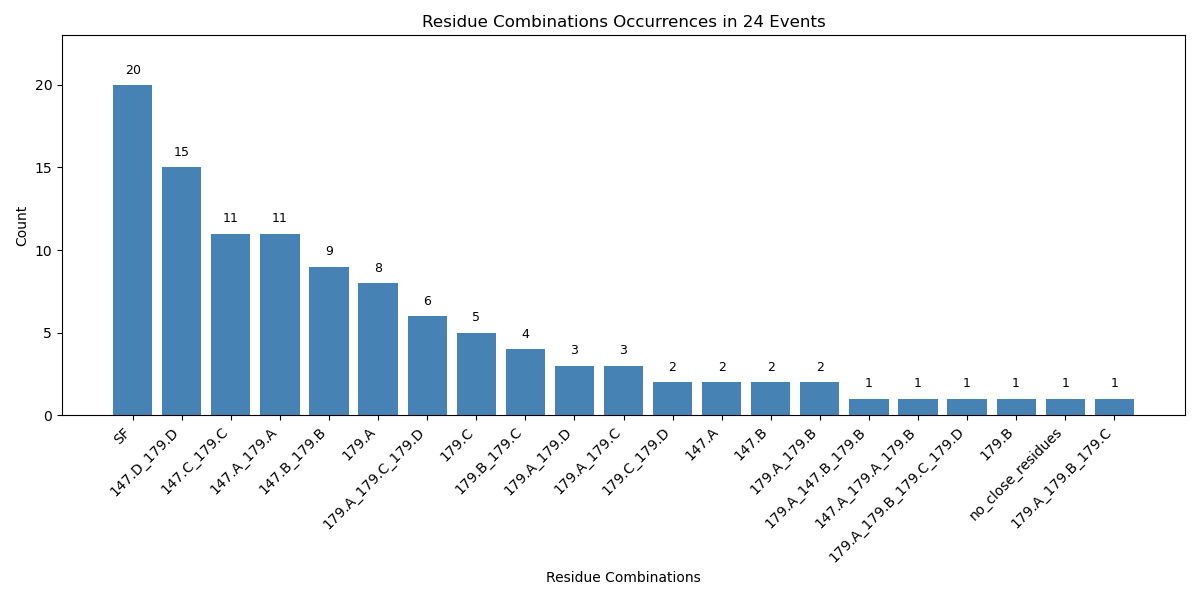 Residue Combinations Occurrences in 24 Events
Count
20
15
10
5
0
20
15
11
11
9
8
6
5
4
3
3
2
2
2
2
1
1
1
1
1
1
SF
147.D_179.D
147.C_179.C
147.A_179.A
147.B_179.B
179.A
179.A_179.C_179.D
179.C
179.B_179.C
179.A_179.D
179.A_179.C
179.C_179.D
147.A
147.B
179.A_179.B
179.A_147.B_179.B
147.A_179.A_179.B
179.A_179.B_179.C_179.D
179.B
no_close_residues
179.A_179.B_179.C
Residue Combinations